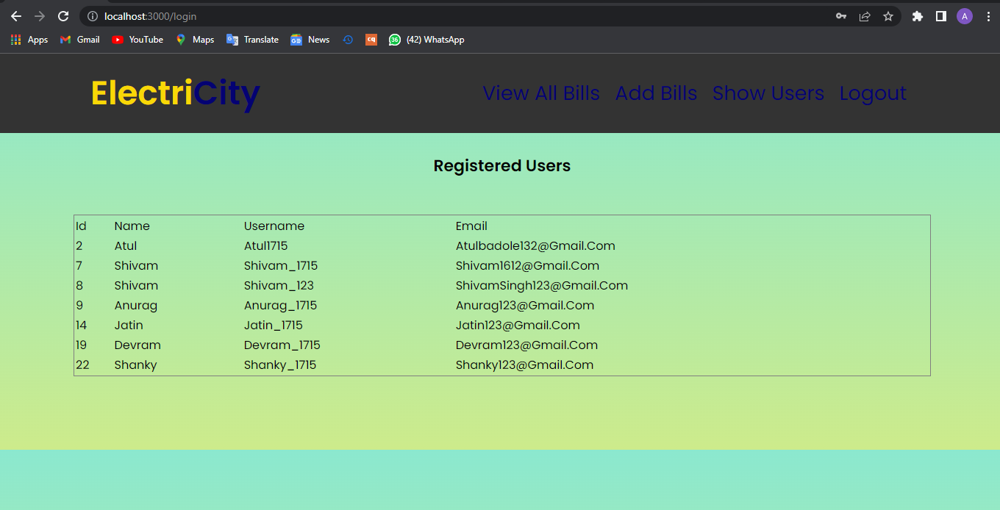 localhost:3000/login
A
Apps Gmail YouTube Maps Translate News cq 36 (42) WhatsApp
ElectriCity View All Bills Add Bills Show Users Logout
Registered Users
Id Name Username Email
2 Atul Atul1715 Atulbadole132@Gmail.Com
7 Shivam Shivam_1715 Shivam1612@Gmail.Com
8 Shivam Shivam_123 ShivamSingh123@Gmail.Com
9 Anurag Anurag_1715 Anurag123@Gmail.Com
14 Jatin Jatin_1715 Jatin123@Gmail.Com
19 Devram Devram_1715 Devram123@Gmail.Com
22 Shanky Shanky_1715 Shanky123@Gmail.Com